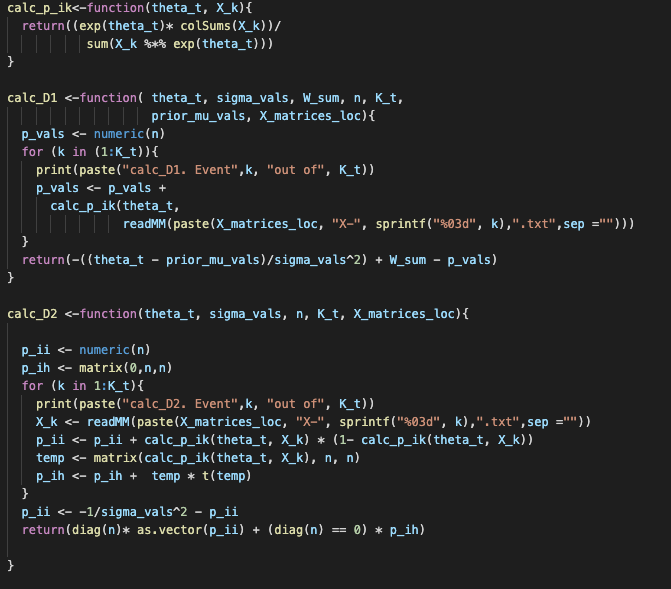 calc_p_ik<-function(theta_t, X_k){
return((exp(theta_t)* colSums(X_k))/
sum(X_k %*% exp(theta_t)))
}
calc_D1 <-function( theta_t, sigma_vals, W_sum, n, K_t,
prior_mu_vals, X_matrices_loc){
p_vals <- numeric(n)
for (k in (1:K_t)){
print(paste("calc_D1. Event",k, "out of", K_t))
p_vals <- p_vals +
calc_p_ik(theta_t,
readMM(paste(X_matrices_loc, "X-", sprintf("%03d", k),".txt",sep ="")))
}
return(-((theta_t - prior_mu_vals)/sigma_vals^2) + W_sum - p_vals)
}
calc_D2 <-function(theta_t, sigma_vals, n, K_t, X_matrices_loc){
p_ii <- numeric(n)
p_ih <- matrix(0,n,n)
for (k in 1:K_t){
print(paste("calc_D2. Event",k, "out of", K_t))
X_k <- readMM(paste(X_matrices_loc, "X-", sprintf("%03d", k),".txt",sep =""))
p_ii <- p_ii + calc_p_ik(theta_t, X_k) * (1- calc_p_ik(theta_t, X_k))
temp <- matrix(calc_p_ik(theta_t, X_k), n, n)
p_ih <- p_ih +  temp * t(temp)
}
p_ii <- -1/sigma_vals^2 - p_ii
return(diag(n)* as.vector(p_ii) + (diag(n) == 0) * p_ih)
}